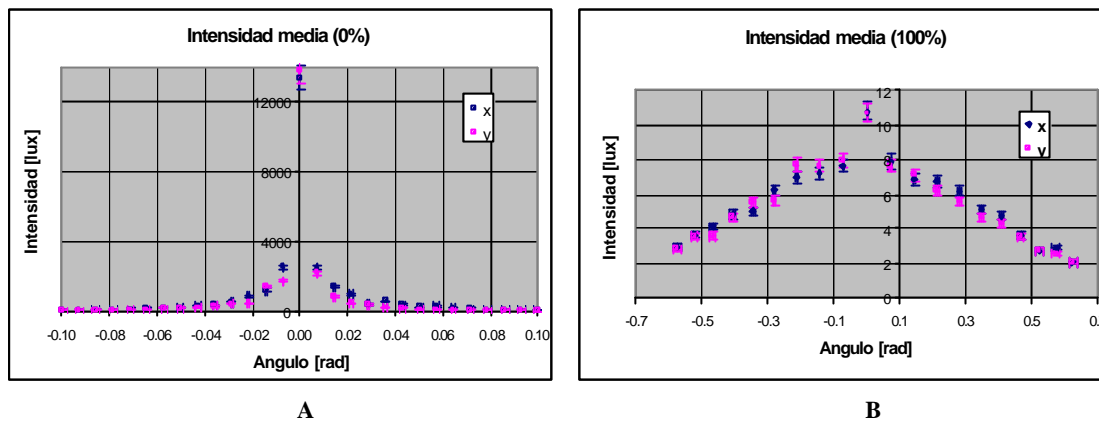 Intensidad media (0%)
Intensidad [lux]
12000
8000
4000
0
-0.10 -0.08 -0.06 -0.04 -0.02 0.00 0.02 0.04 0.06 0.08 0.10
Angulo [rad]
x
y
A
Intensidad media (100%)
Intensidad [lux]
12
10
8
6
4
2
0
-0.7 -0.5 -0.3 -0.1 0.1 0.3 0.5
Angulo [rad]
x
y
B